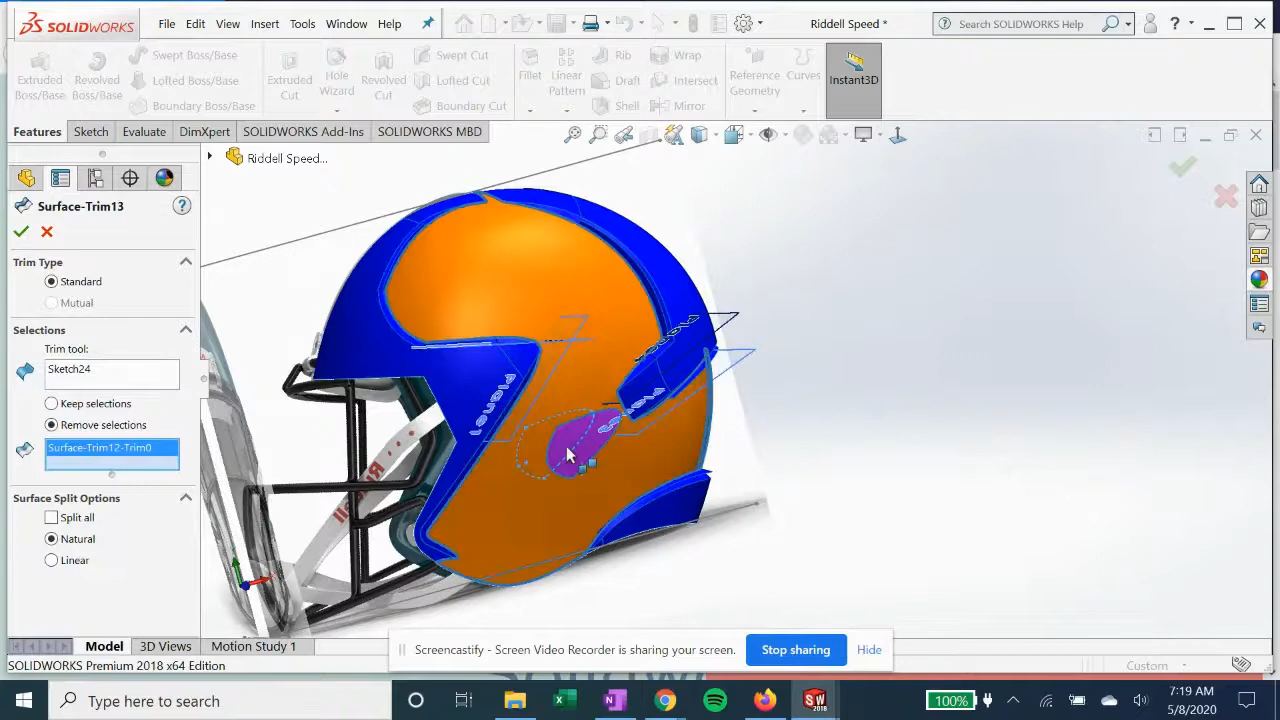 SOLIDWORKS File Edit View Insert Tools Window Help Riddell Speed * Search SOLIDWORKS Help ?
Extruded Boss/Base
Revolved Boss/Base
Swept Boss/Base
Lofted Boss/Base
Boundary Boss/Base
Extruded Cut
Hole Wizard
Revolved Cut
Swept Cut
Lofted Cut
Boundary Cut
Fillet
Linear Pattern
Rib
Draft
Shell
Wrap
Intersect
Mirror
Reference Geometry
Curves
Instant3D
Features Sketch Evaluate DimXpert SOLIDWORKS Add-Ins SOLIDWORKS MBD
Riddell Speed...
Surface-Trim13 ?
Trim Type
Standard
Mutual
Selections
Trim tool:
Sketch24
Keep selections
Remove selections
Surface-Trim12-Trim0
Surface Split Options
Split all
Natural
Linear
Plane1
Model 3D Views Motion Study 1
Screencastify - Screen Video Recorder is sharing your screen. Stop sharing Hide
SOLIDWORKS Premium 2018 x64 Edition Custom
Type here to search 100% 7:19 AM
5/8/2020
SW
2018